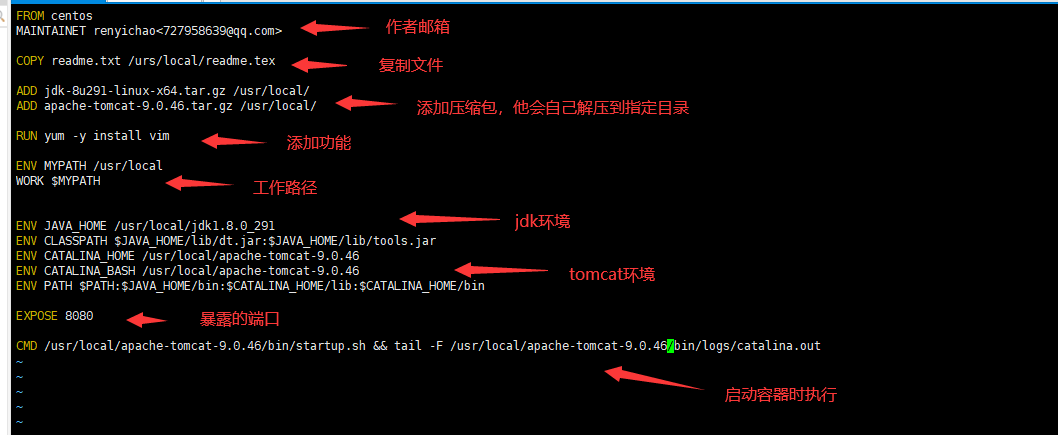 FROM centos
MAINTAINET renyichao<727958639@qq.com>
作者邮箱
COPY readme.txt /urs/local/readme.tex
复制文件
ADD jdk-8u291-linux-x64.tar.gz /usr/local/
ADD apache-tomcat-9.0.46.tar.gz /usr/local/
添加压缩包，他会自己解压到指定目录
RUN yum -y install vim
添加功能
ENV MYPATH /usr/local
WORK $MYPATH
工作路径
ENV JAVA_HOME /usr/local/jdk1.8.0_291
jdk环境
ENV CLASSPATH $JAVA_HOME/lib/dt.jar:$JAVA_HOME/lib/tools.jar
ENV CATALINA_HOME /usr/local/apache-tomcat-9.0.46
ENV CATALINA_BASH /usr/local/apache-tomcat-9.0.46
tomcat环境
ENV PATH $PATH:$JAVA_HOME/bin:$CATALINA_HOME/lib:$CATALINA_HOME/bin
EXPOSE 8080
暴露的端口
CMD /usr/local/apache-tomcat-9.0.46/bin/startup.sh && tail -F /usr/local/apache-tomcat-9.0.46/bin/logs/catalina.out
~
~
~
~
~
启动容器时执行